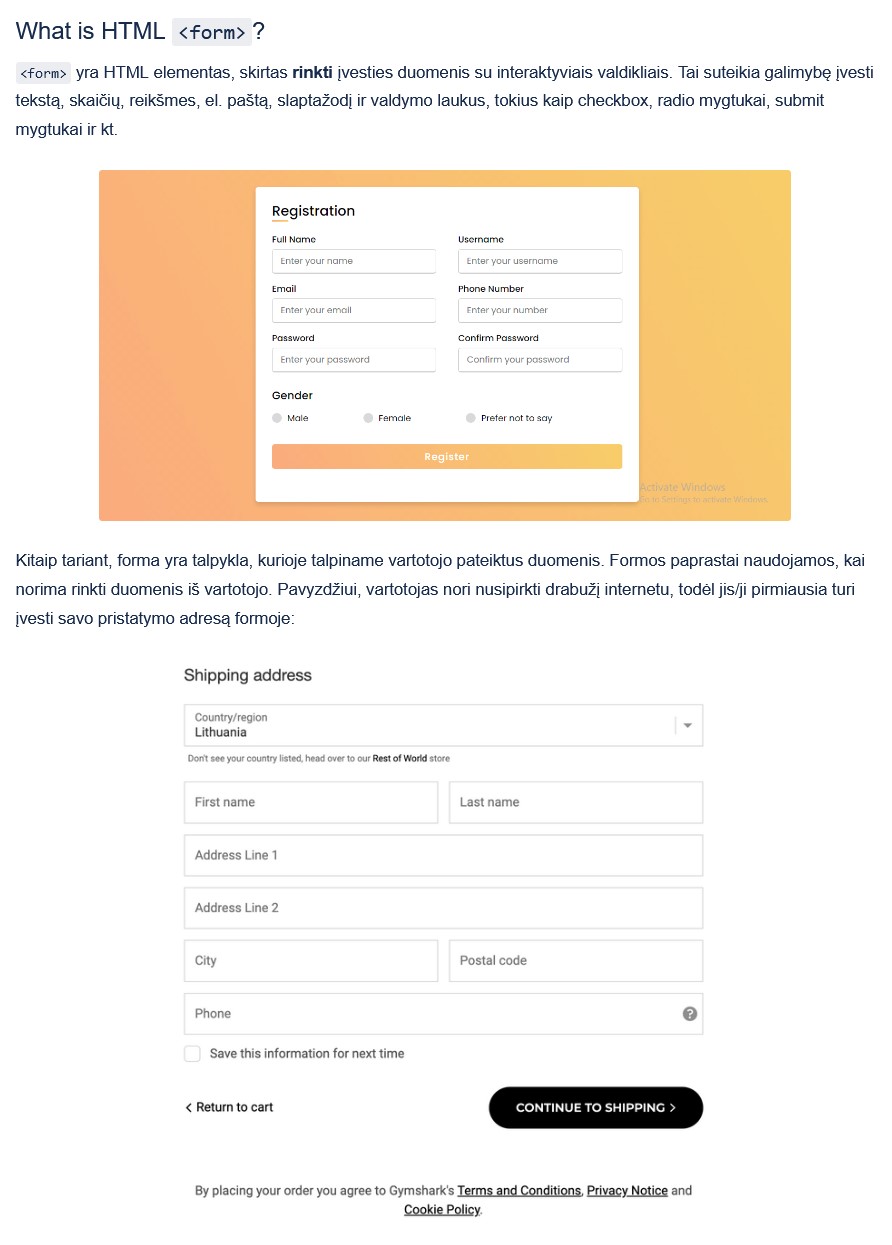 What is HTML <form>?
<form> yra HTML elementas, skirtas rinkti įvesties duomenis su interaktyviais valdikliais. Tai suteikia galimybę įvesti
tekstą, skaičių, reikšmes, el. paštą, slaptažodį ir valdymo laukus, tokius kaip checkbox, radio mygtukai, submit
mygtukai ir kt.
Registration
Full Name Username
Enter your name Enter your username
Email Phone Number
Enter your email Enter your number
Password Confirm Password
Enter your password Confirm your password
Gender
Male Female Prefer not to say
Register
Activate Windows
Go to Settings to activate Windows.
Kitaip tariant, forma yra talpykla, kurioje talpiname vartotojo pateiktus duomenis. Formos paprastai naudojamos, kai
norima rinkti duomenis iš vartotojo. Pavyzdžiui, vartotojas nori nusipirkti drabužį internetu, todėl jis/ji pirmiausia turi
įvesti savo pristatymo adresą formoje:
Shipping address
Country/region
Lithuania
Don't see your country listed, head over to our Rest of World store
First name Last name
Address Line 1
Address Line 2
City Postal code
Phone ?
Save this information for next time
< Return to cart CONTINUE TO SHIPPING >
By placing your order you agree to Gymshark's Terms and Conditions, Privacy Notice and
Cookie Policy.